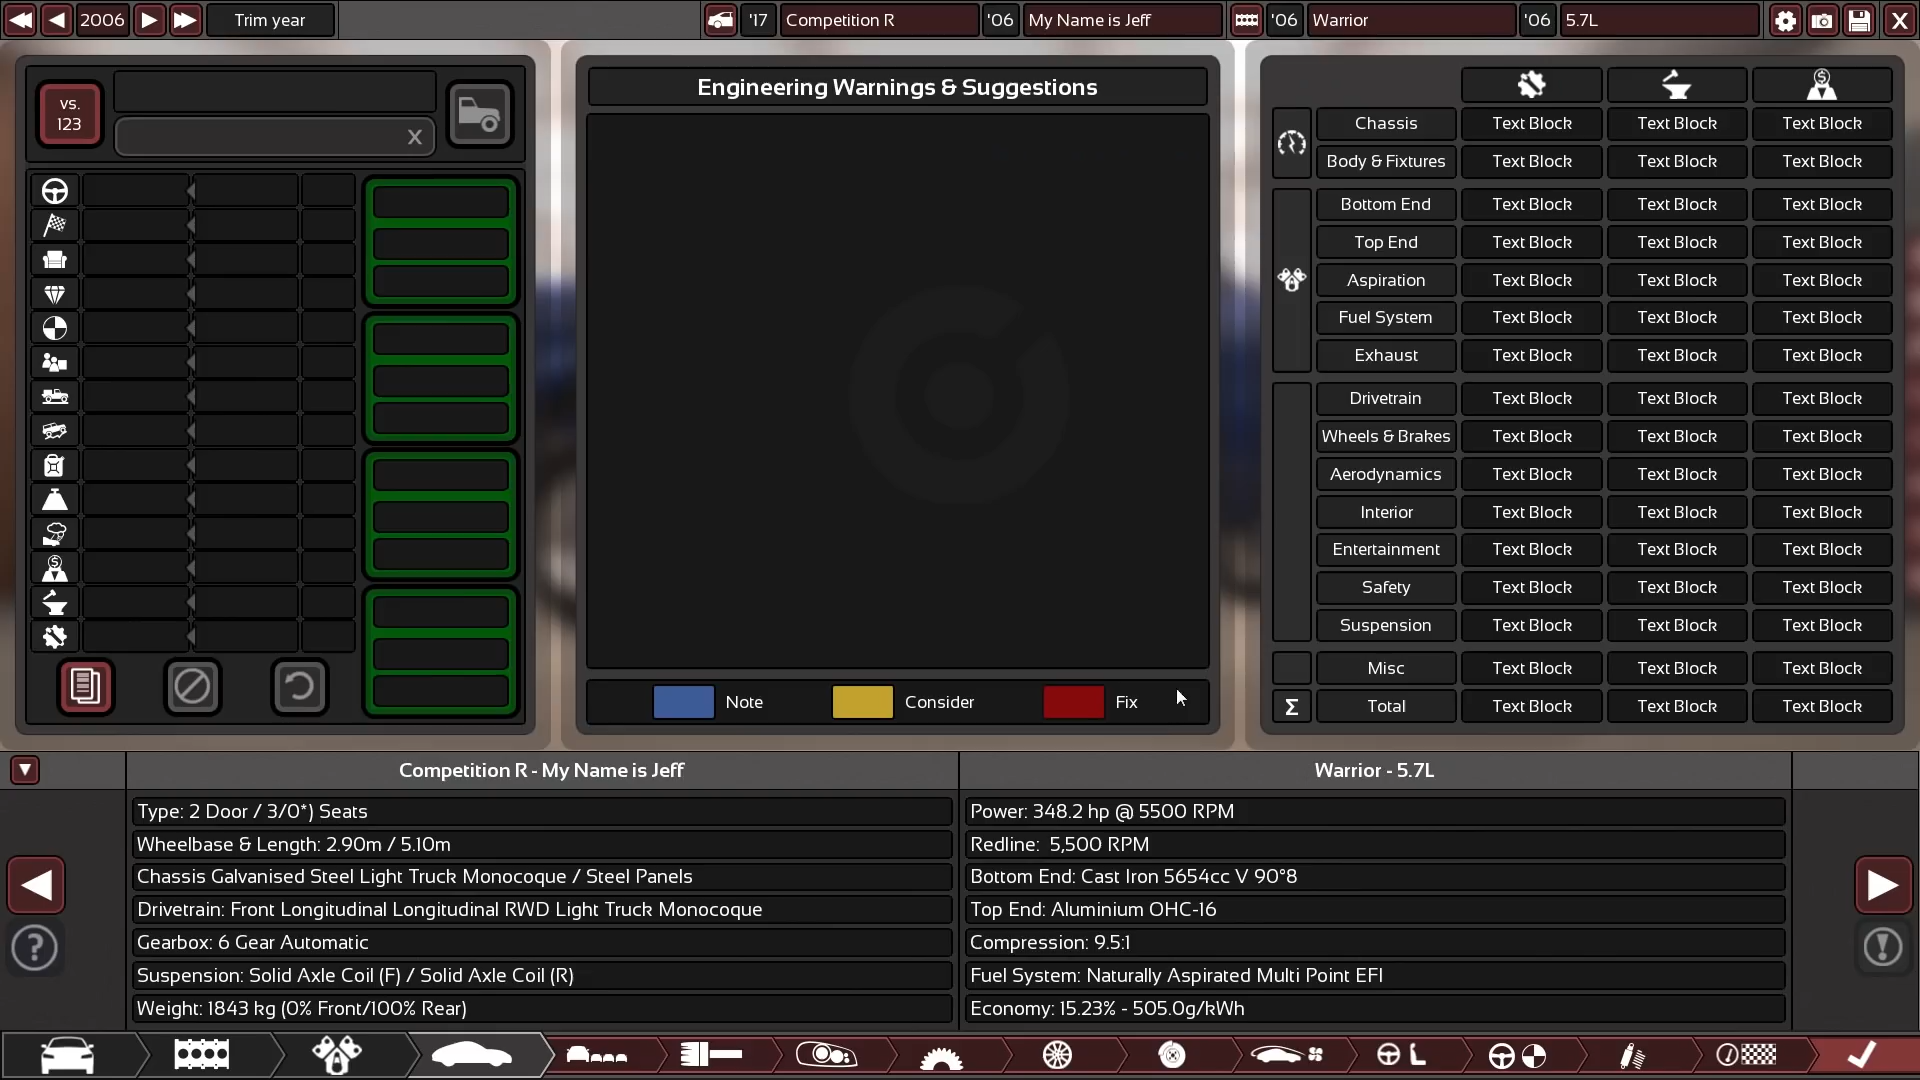 2006
Trim year
'17
Competition R
'06
My Name is Jeff
'06
Warrior
'06
5.7L
X
vs.
123
X
Engineering Warnings & Suggestions
Note
Consider
Fix
Chassis Text Block Text Block Text Block
Body & Fixtures Text Block Text Block Text Block
Bottom End Text Block Text Block Text Block
Top End Text Block Text Block Text Block
Aspiration Text Block Text Block Text Block
Fuel System Text Block Text Block Text Block
Exhaust Text Block Text Block Text Block
Drivetrain Text Block Text Block Text Block
Wheels & Brakes Text Block Text Block Text Block
Aerodynamics Text Block Text Block Text Block
Interior Text Block Text Block Text Block
Entertainment Text Block Text Block Text Block
Safety Text Block Text Block Text Block
Suspension Text Block Text Block Text Block
Misc Text Block Text Block Text Block
Σ Total Text Block Text Block Text Block
Competition R - My Name is Jeff
Type: 2 Door / 3/0*) Seats
Wheelbase & Length: 2.90m / 5.10m
Chassis Galvanised Steel Light Truck Monocoque / Steel Panels
Drivetrain: Front Longitudinal Longitudinal RWD Light Truck Monocoque
Gearbox: 6 Gear Automatic
Suspension: Solid Axle Coil (F) / Solid Axle Coil (R)
Weight: 1843 kg (0% Front/100% Rear)
Warrior - 5.7L
Power: 348.2 hp @ 5500 RPM
Redline: 5,500 RPM
Bottom End: Cast Iron 5654cc V 90°8
Top End: Aluminium OHC-16
Compression: 9.5:1
Fuel System: Naturally Aspirated Multi Point EFI
Economy: 15.23% - 505.0g/kWh
?
!